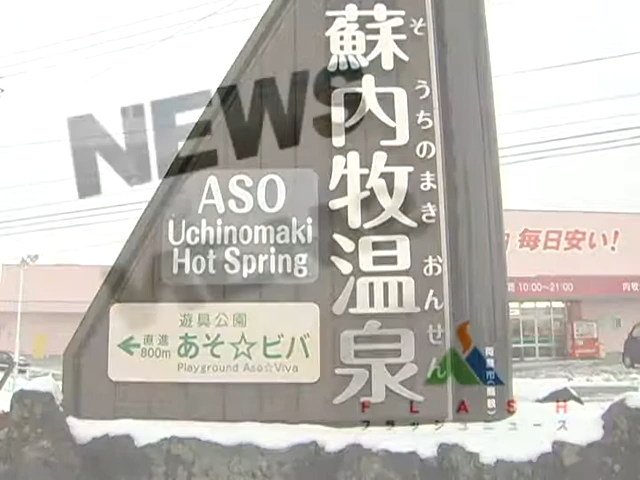 蘇内牧温泉
そ うちのまき おんせん
NEWS
ASO
Uchinomaki
Hot Spring
遊具公園
直進
800m
あそ☆ビバ
Playground Aso☆Viva
毎日安い!
10:00~21:00
内牧
FLASH
フラッシュニュース